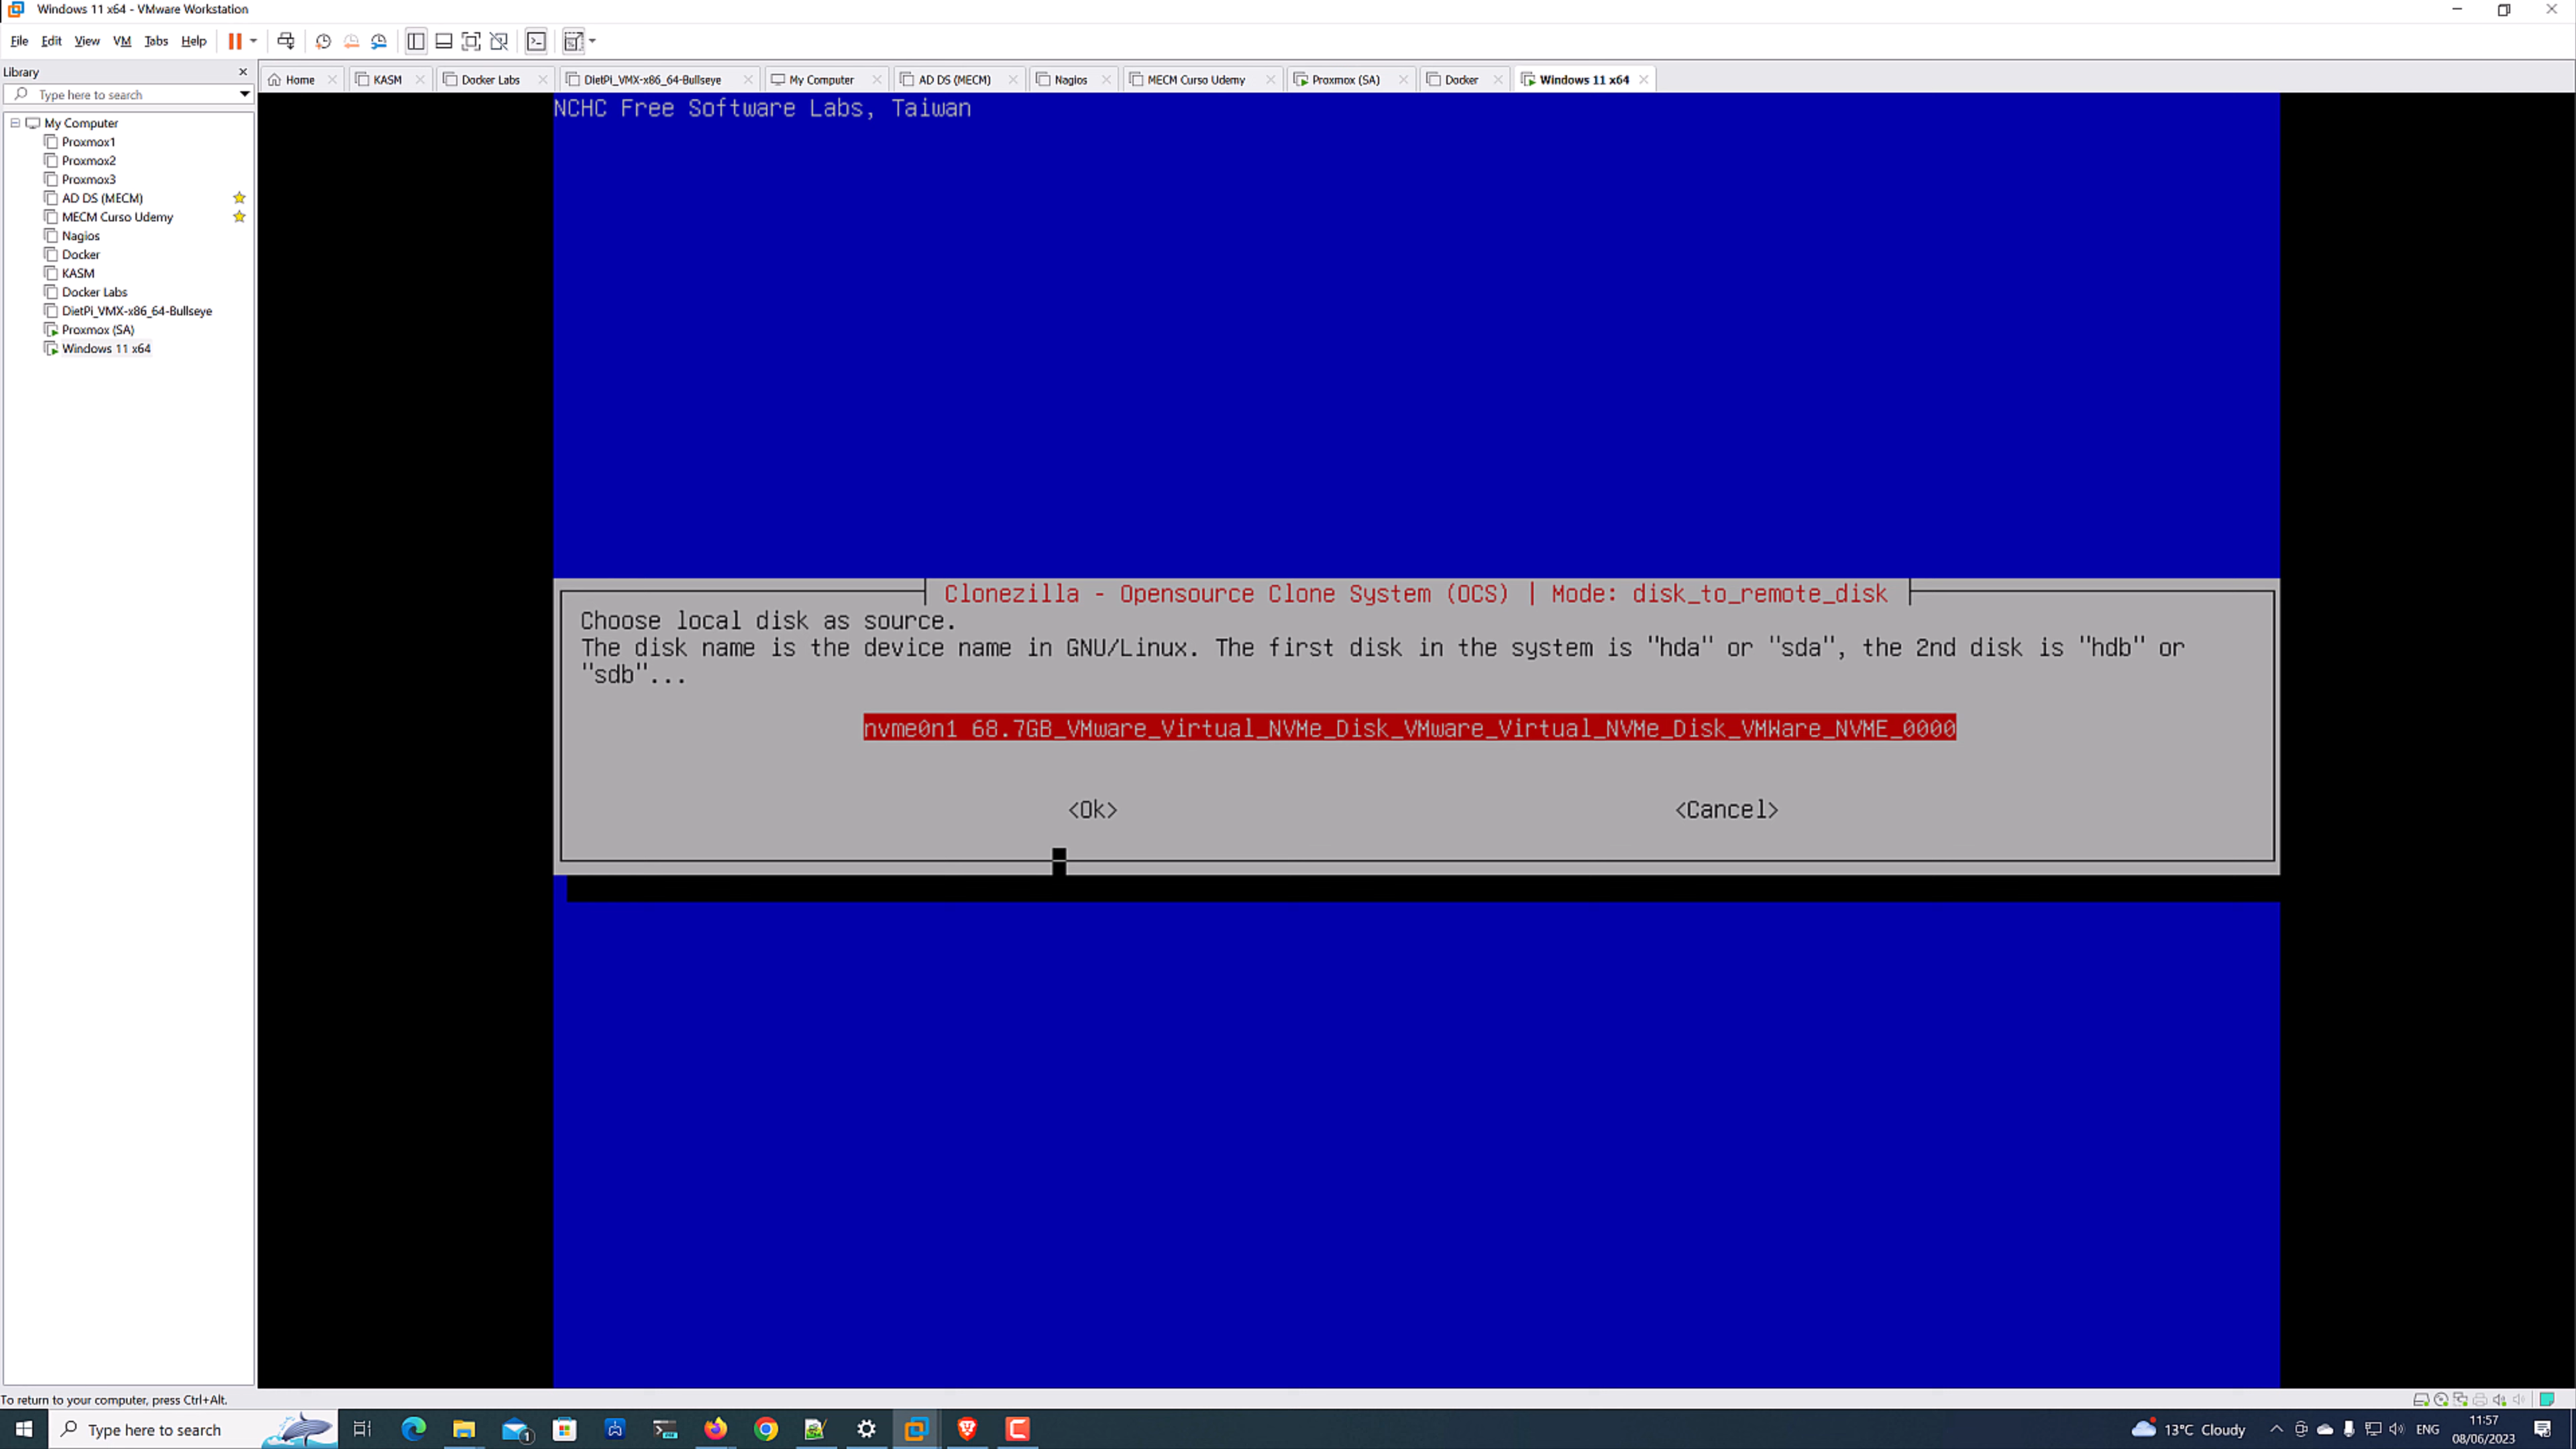 Windows 11 x64 - VMware Workstation
File Edit View VM Tabs Help
Library
Type here to search
Home KASM Docker Labs DietPi_VMX-x86_64-Bullseye My Computer AD DS (MECM) Nagios MECM Curso Udemy Proxmox (SA) Docker Windows 11 x64
My Computer
Proxmox1
Proxmox2
Proxmox3
AD DS (MECM)
MECM Curso Udemy
Nagios
Docker
KASM
Docker Labs
DietPi_VMX-x86_64-Bullseye
Proxmox (SA)
Windows 11 x64
NCHC Free Software Labs, Taiwan
Clonezilla - Opensource Clone System (OCS) | Mode: disk_to_remote_disk
Choose local disk as source.
The disk name is the device name in GNU/Linux. The first disk in the system is "hda" or "sda", the 2nd disk is "hdb" or
"sdb"...
nvme0n1 68.7GB_VMware_Virtual_NVMe_Disk_VMware_Virtual_NVMe_Disk_VMWare_NVME_0000
<Ok> <Cancel>
To return to your computer, press Ctrl+Alt.
Type here to search
1
13°C Cloudy
ENG
11:57
08/06/2023